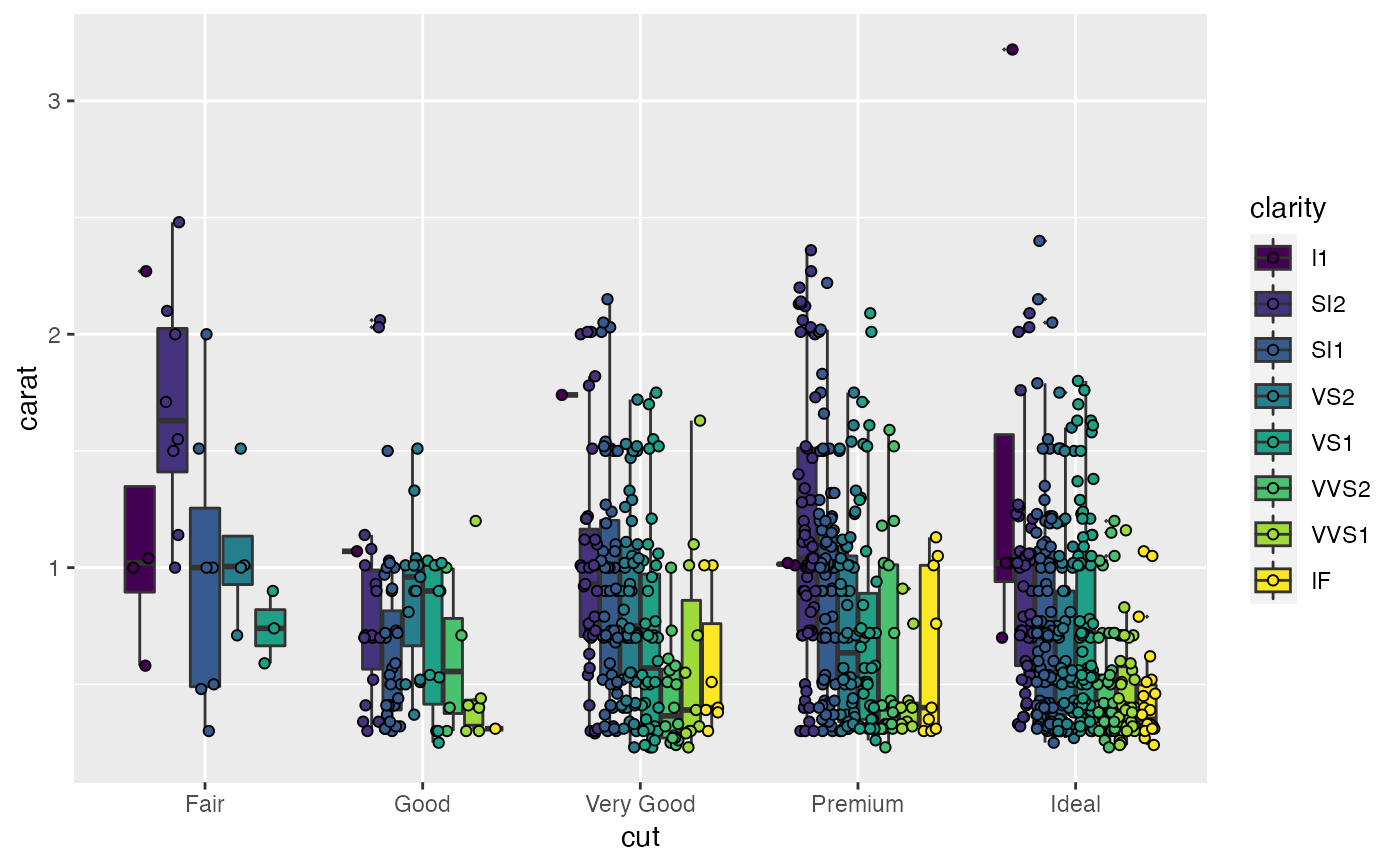 3
2
1
carat
Fair
Good
Very Good
Premium
Ideal
cut
clarity
I1
SI2
SI1
VS2
VS1
VVS2
VVS1
IF